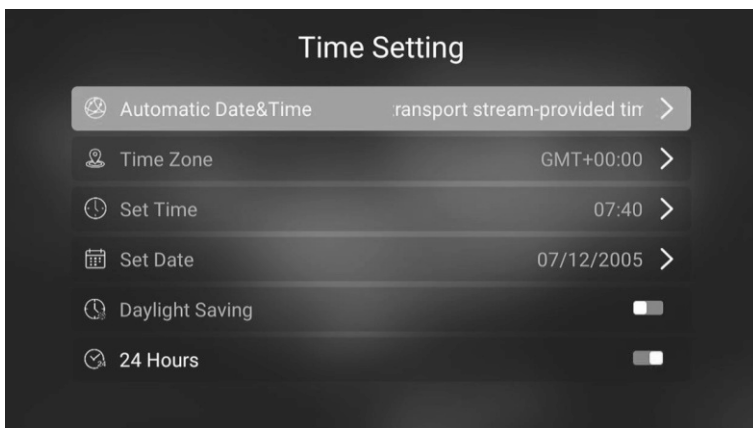 Time Setting
Automatic Date&Time transport stream-provided tim
Time Zone GMT+00:00
Set Time 07:40
Set Date 07/12/2005
Daylight Saving
24 Hours